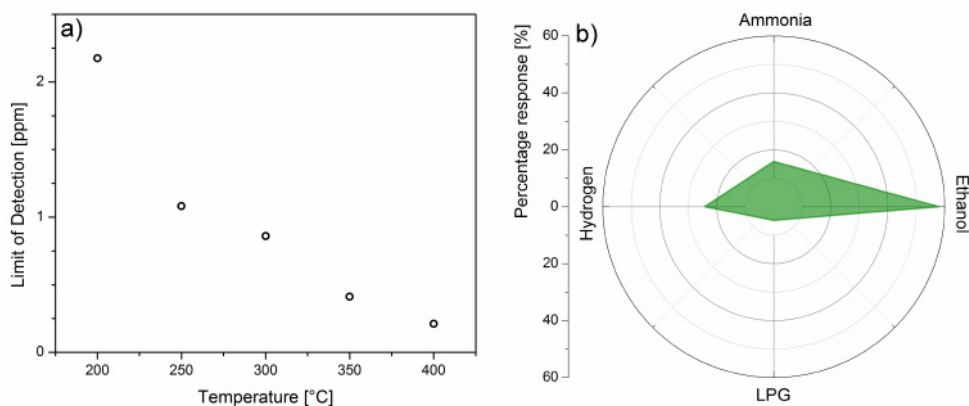 a)
Limit of Detection [ppm]
2
1
0
200 250 300 350 400
Temperature [°C]
b)
Percentage response [%]
60
40
20
0
20
40
60
Ammonia
Hydrogen
Ethanol
LPG